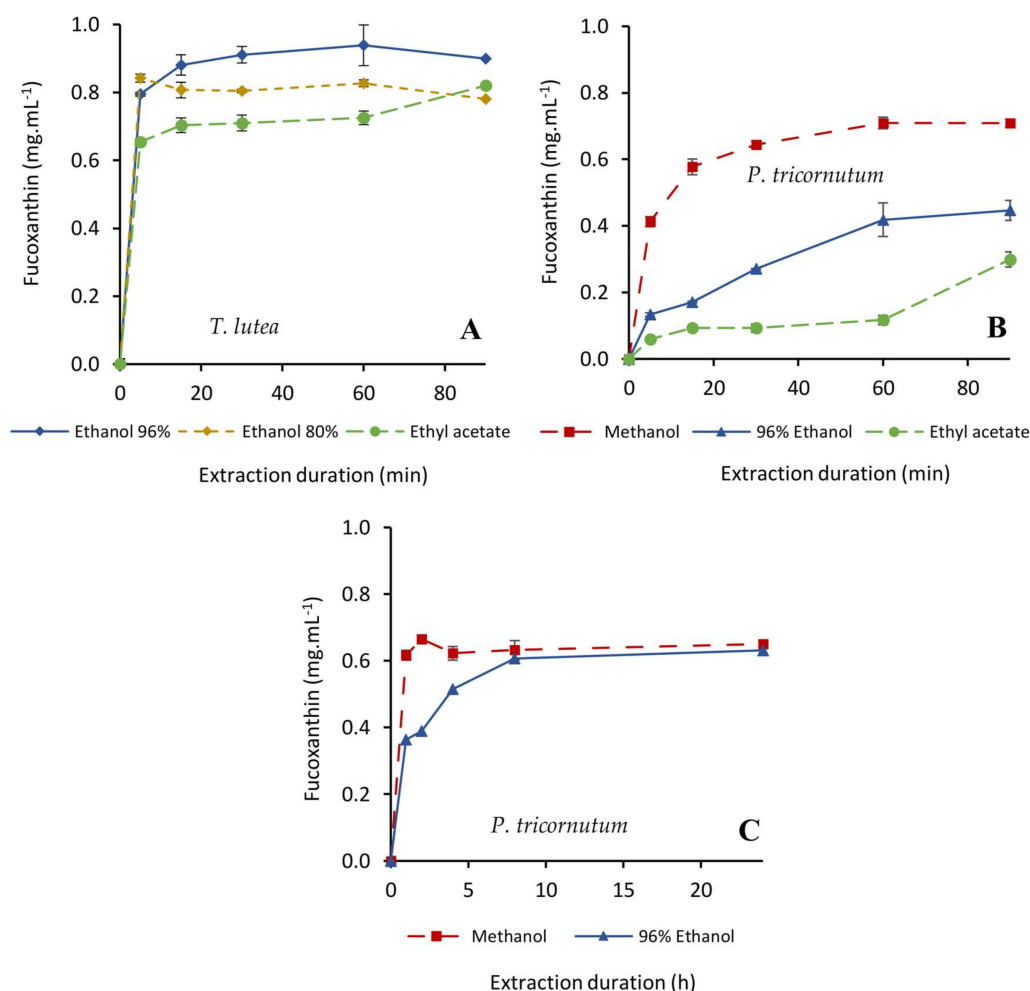 1.0
0.8
0.6
0.4
0.2
0.0
Fucoxanthin (mg.mL⁻¹)
T. lutea
A
0 20 40 60 80
Ethanol 96% Ethanol 80% Ethyl acetate
Extraction duration (min)
1.0
0.8
0.6
0.4
0.2
0.0
Fucoxanthin (mg.mL⁻¹)
P. tricornutum
B
0 20 40 60 80
Methanol 96% Ethanol Ethyl acetate
Extraction duration (min)
1.0
0.8
0.6
0.4
0.2
0.0
Fucoxanthin (mg.mL⁻¹)
P. tricornutum
C
0 5 10 15 20
Methanol 96% Ethanol
Extraction duration (h)